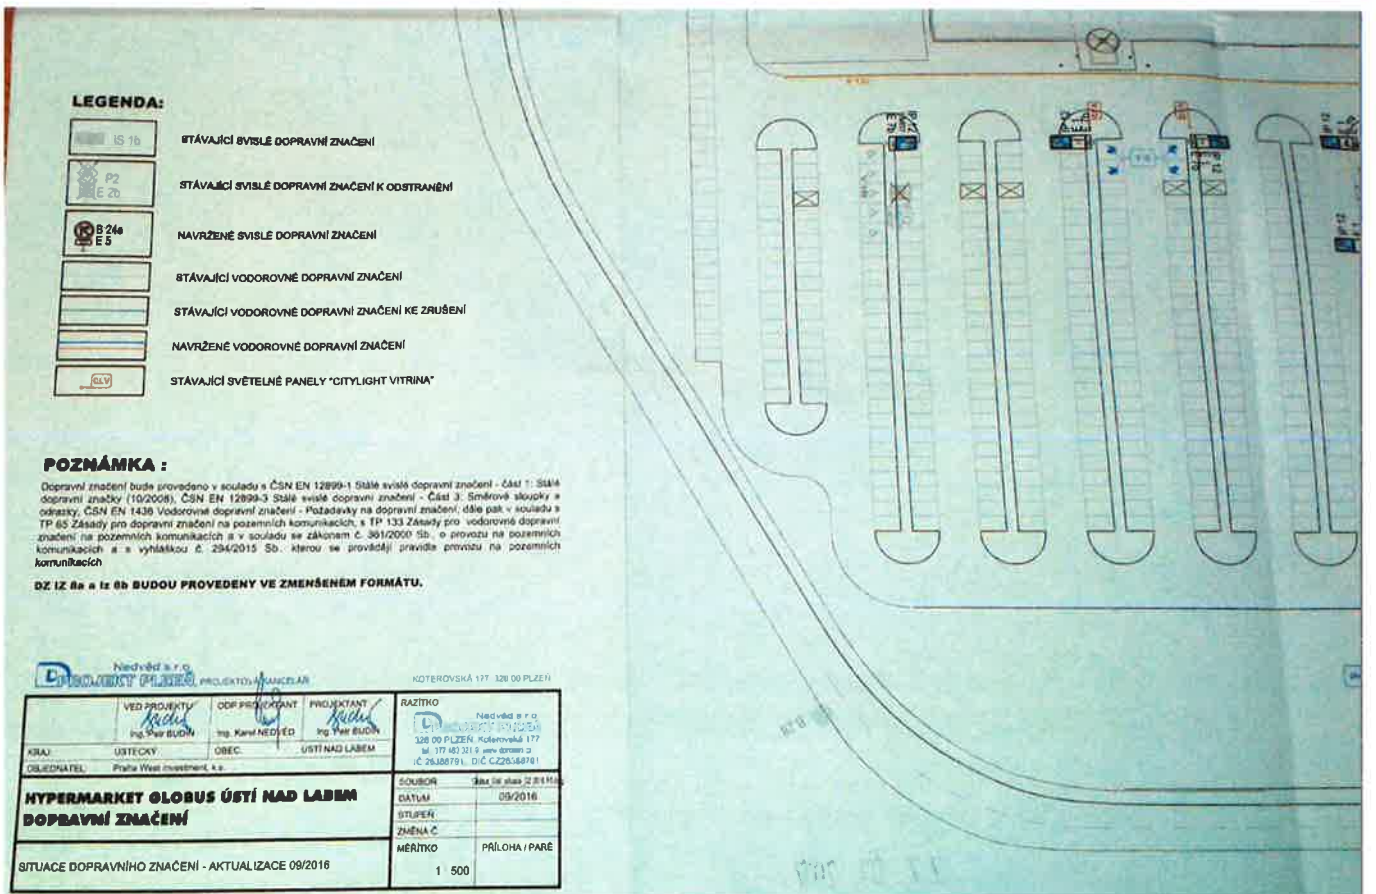 LEGENDA:
IS 1b
STÁVAJÍCÍ SVISLÉ DOPRAVNÍ ZNAČENÍ
P2
E 2b
STÁVAJÍCÍ SVISLÉ DOPRAVNÍ ZNAČENÍ K ODSTRANĚNÍ
B 24a
E 5
NAVRŽENÉ SVISLÉ DOPRAVNÍ ZNAČENÍ
STÁVAJÍCÍ VODOROVNÉ DOPRAVNÍ ZNAČENÍ
STÁVAJÍCÍ VODOROVNÉ DOPRAVNÍ ZNAČENÍ KE ZRUŠENÍ
NAVRŽENÉ VODOROVNÉ DOPRAVNÍ ZNAČENÍ
CLV
STÁVAJÍCÍ SVĚTELNÉ PANELY "CITYLIGHT VITRINA"
POZNÁMKA :
Dopravní značení bude provedeno v souladu s ČSN EN 12899-1 Stálé svislé dopravní značení - část 1: Stálé
dopravní značky (10/2008), ČSN EN 12899-3 Stálé svislé dopravní značení - Část 3: Směrové sloupky a
odrazky, ČSN EN 1436 Vodorovné dopravní značení - Požadavky na dopravní značení, dále pak v souladu s
TP 65 Zásady pro dopravní značení na pozemních komunikacích, s TP 133 Zásady pro vodorovné dopravní
značení na pozemních komunikacích a v souladu se zákonem č. 361/2000 Sb., o provozu na pozemních
komunikacích a s vyhláškou č. 294/2015 Sb. kterou se provádějí pravidla provozu na pozemních
komunikacích
DZ IZ 8a a Iz 8b BUDOU PROVEDENY VE ZMENŠENÉM FORMÁTU.
Nedvěd s.r.o.
D PROJEKT PLZEŇ PROJEKTOVÁ KANCELÁŘ
KOTEROVSKÁ 177 326 00 PLZEŇ
VED PROJEKTU
ODP PROJEKTANT
PROJEKTANT
Ing. Petr BUDÍN
Ing. Karel NEDVĚD
Ing. Petr BUDÍN
KRAJ: ÚSTECKÝ OBEC: ÚSTÍ NAD LABEM
OBJEDNATEL: Praha West Investment, k.s.
RAZÍTKO
Nedvěd s r o
D PROJEKT PLZEŇ
326 00 PLZEŇ, Koterovská 177
HYPERMARKET GLOBUS ÚSTÍ NAD LABEM
DOPRAVNÍ ZNAČENÍ
SITUACE DOPRAVNÍHO ZNAČENÍ - AKTUALIZACE 09/2016
SOUBOR
DATUM 09/2016
STUPEŇ
ZMĚNA Č.
MĚŘÍTKO
PŘÍLOHA / PARÉ
1 500
IP 12
E 7b
P 12